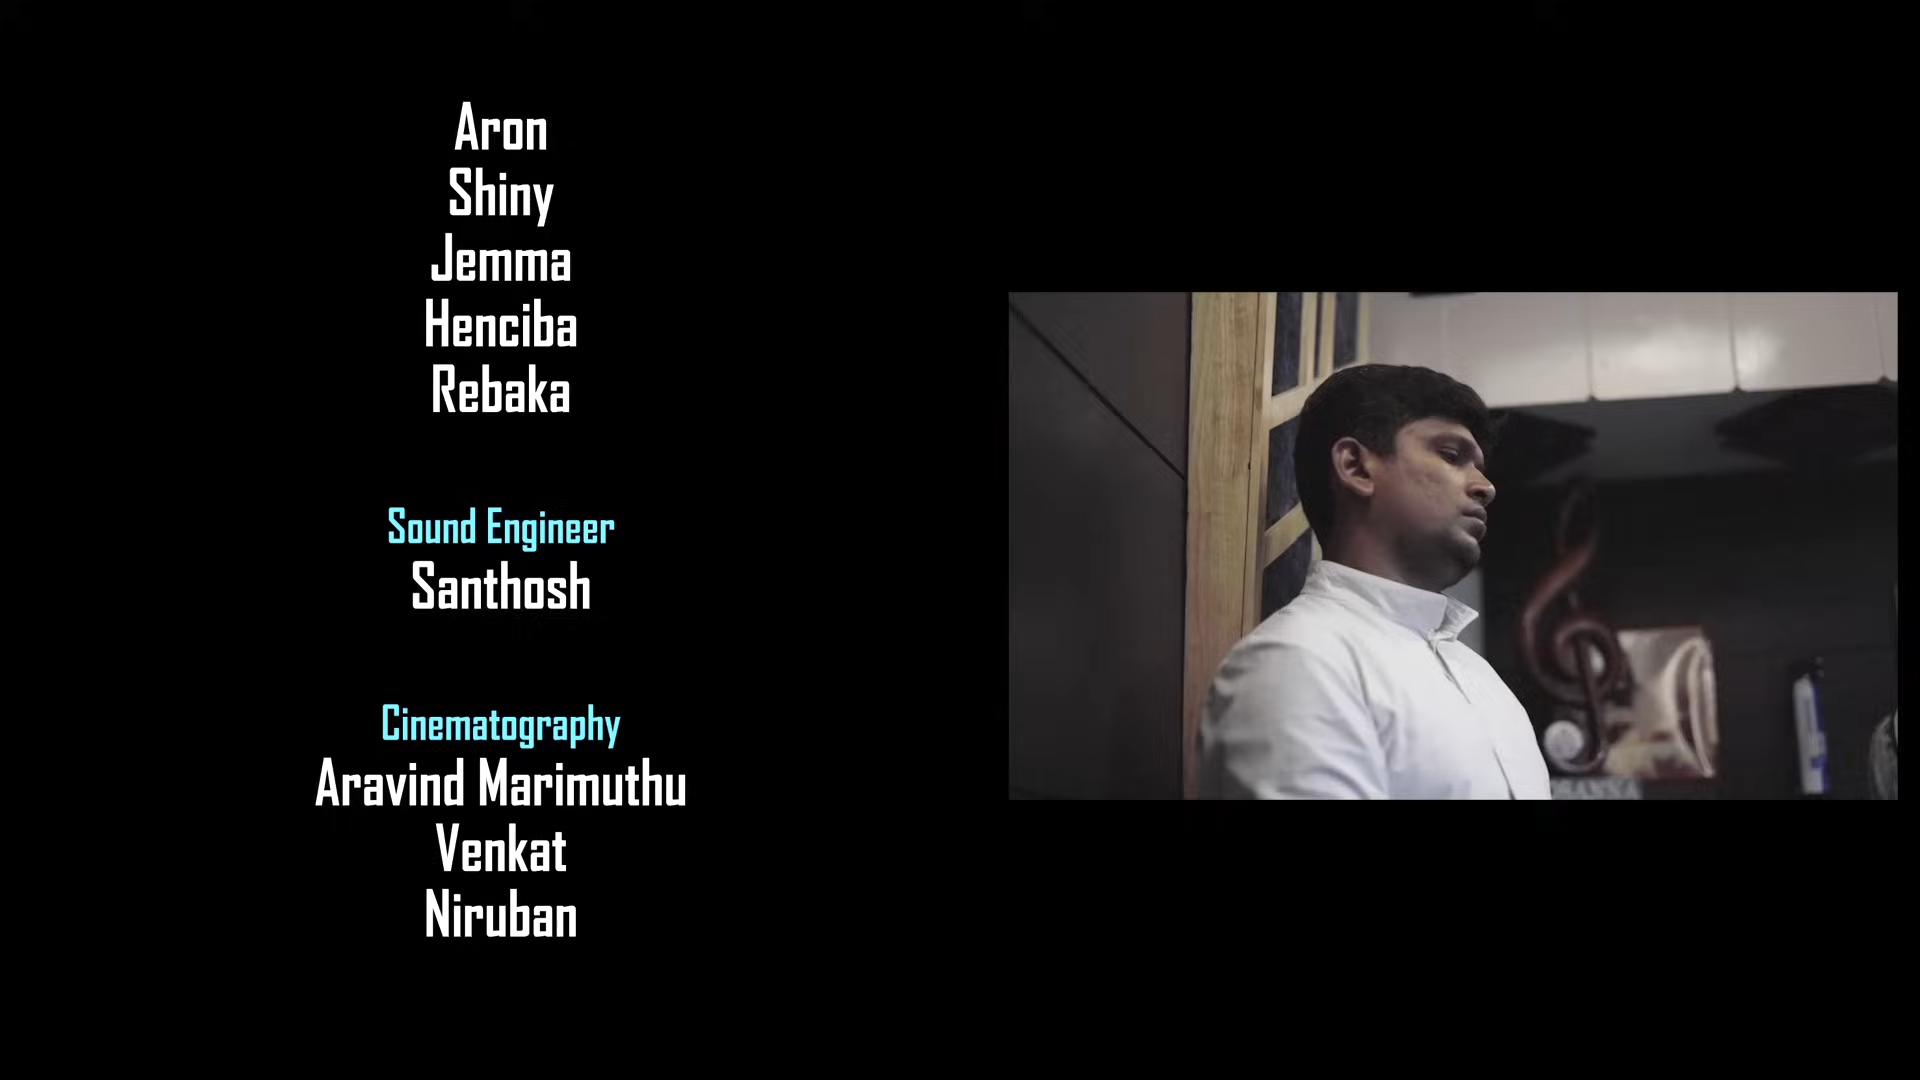 Aron
Shiny
Jemma
Henciba
Rebaka
Sound Engineer
Santhosh
Cinematography
Aravind Marimuthu
Venkat
Niruban